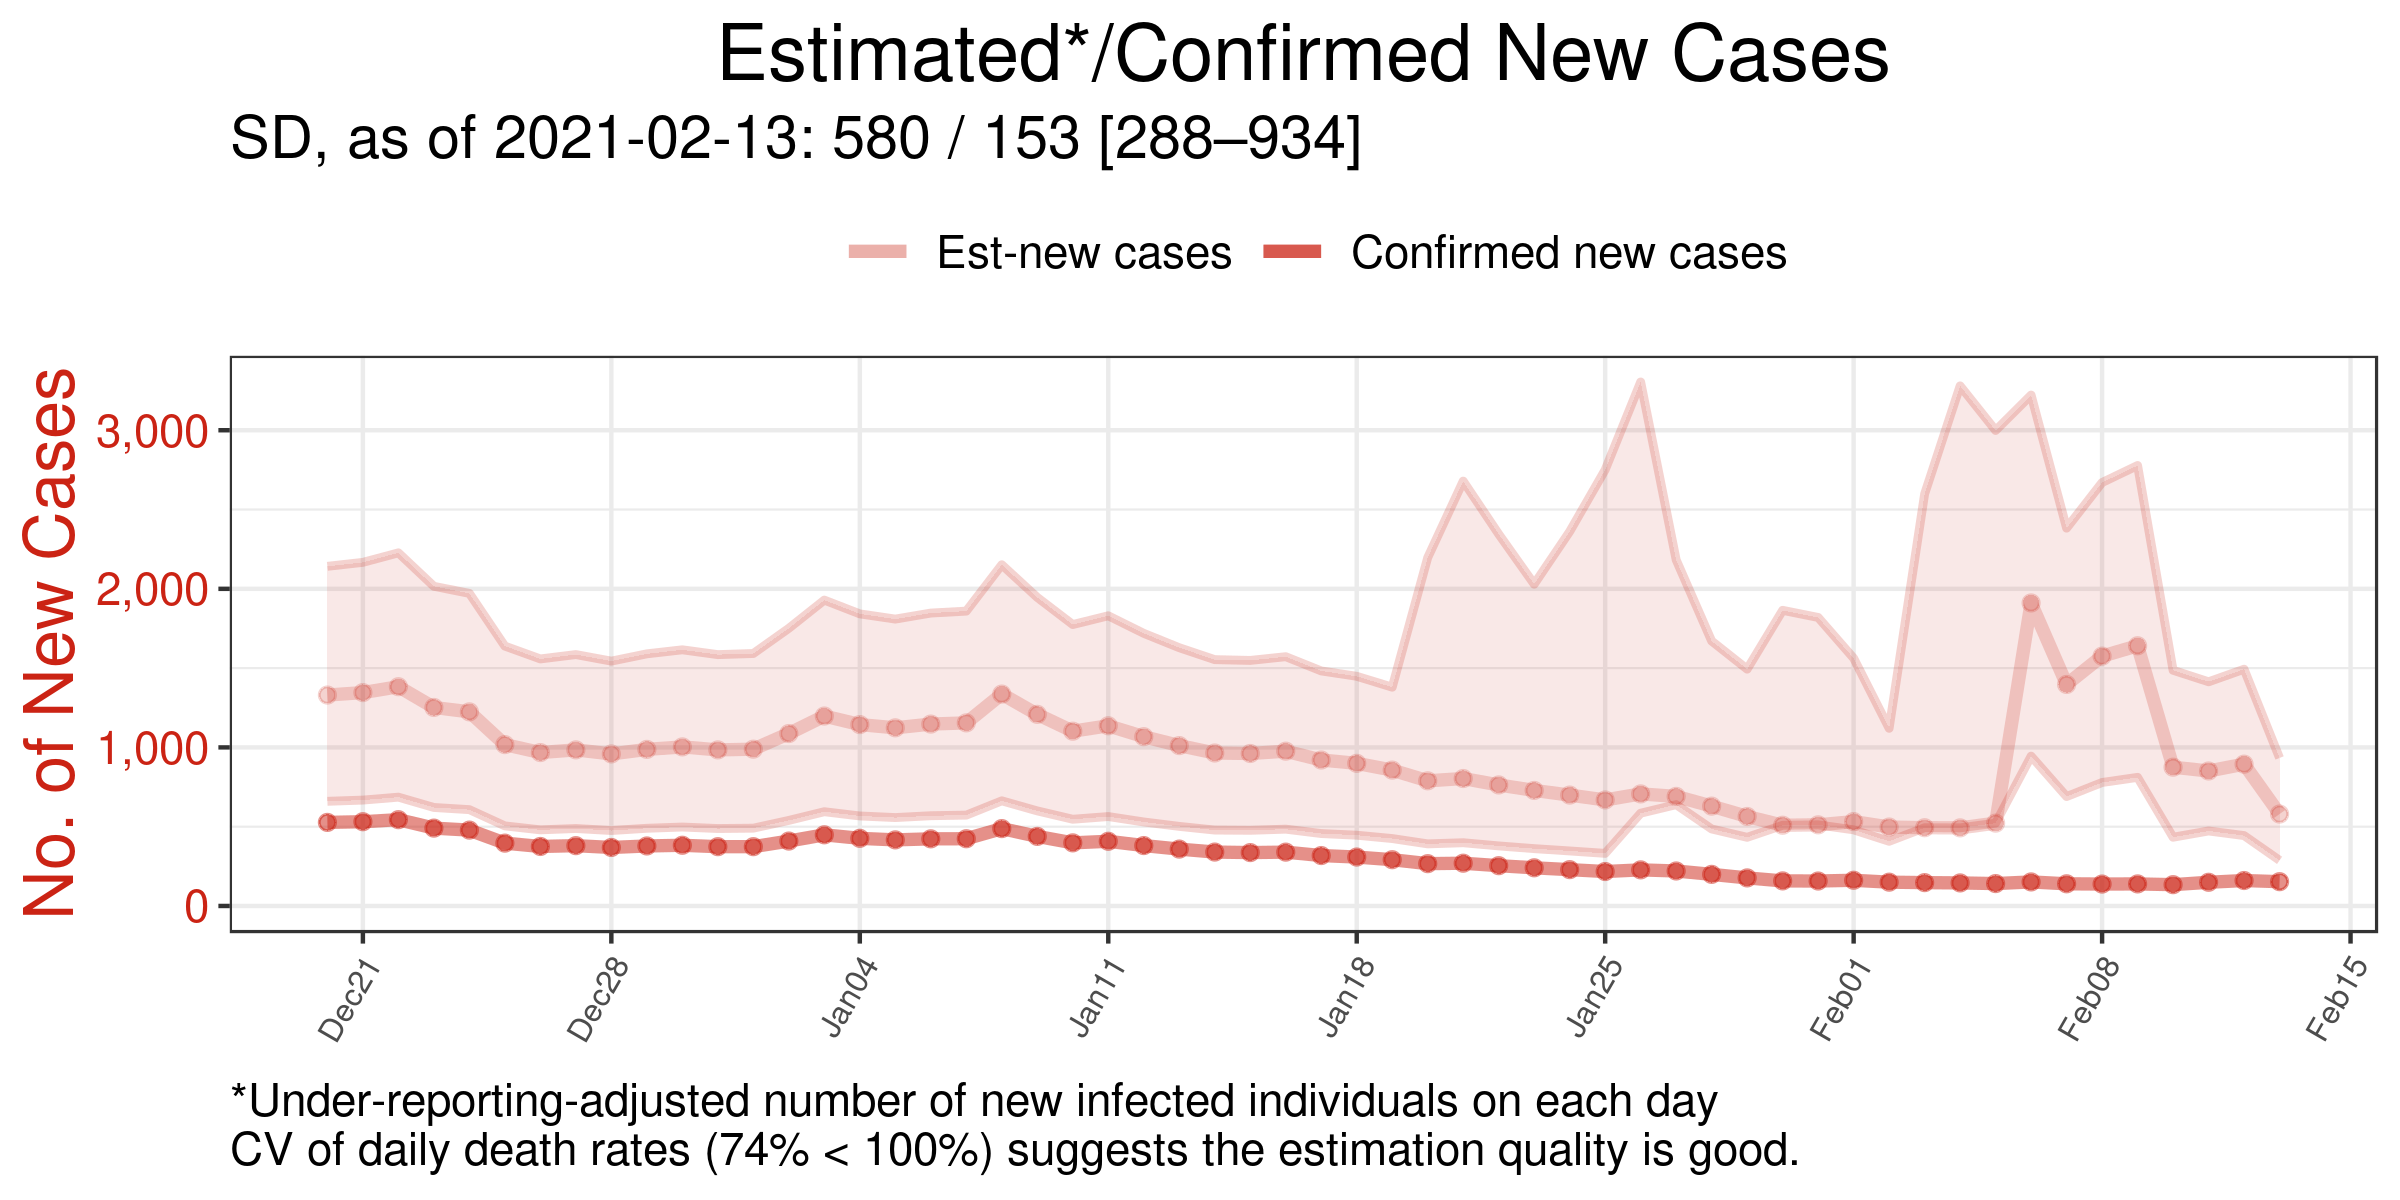 Estimated*/Confirmed New Cases
SD, as of 2021-02-13: 580 / 153 [288–934]
Est-new cases
Confirmed new cases
No. of New Cases
3,000
2,000
1,000
0
Dec21
Dec28
Jan04
Jan11
Jan18
Jan25
Feb01
Feb08
Feb15
*Under-reporting-adjusted number of new infected individuals on each day
CV of daily death rates (74% < 100%) suggests the estimation quality is good.